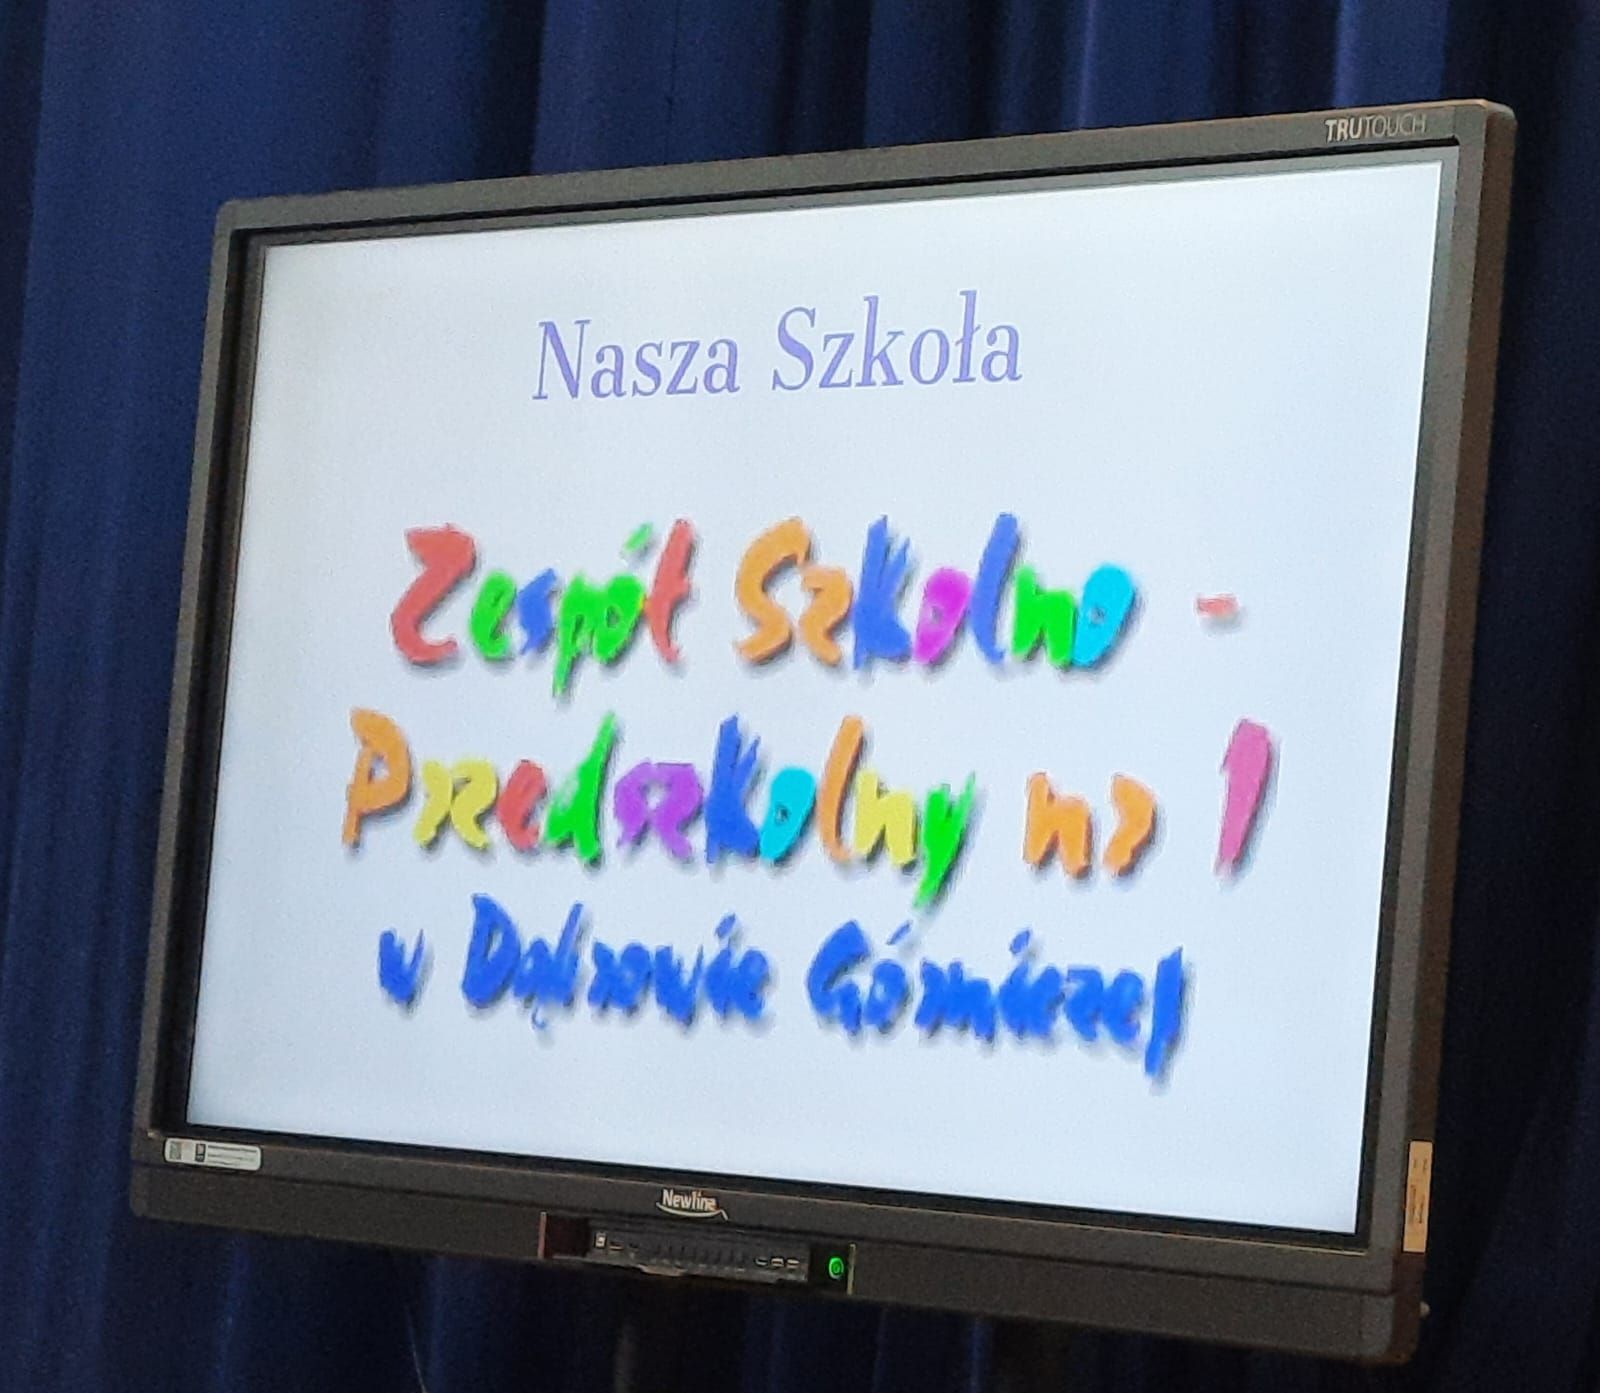 TRUTOUCH
Nasza Szkoła
Zespół Szkolno -
Przedszkolny nr 1
w Dąbrowie Górniczej
Newline